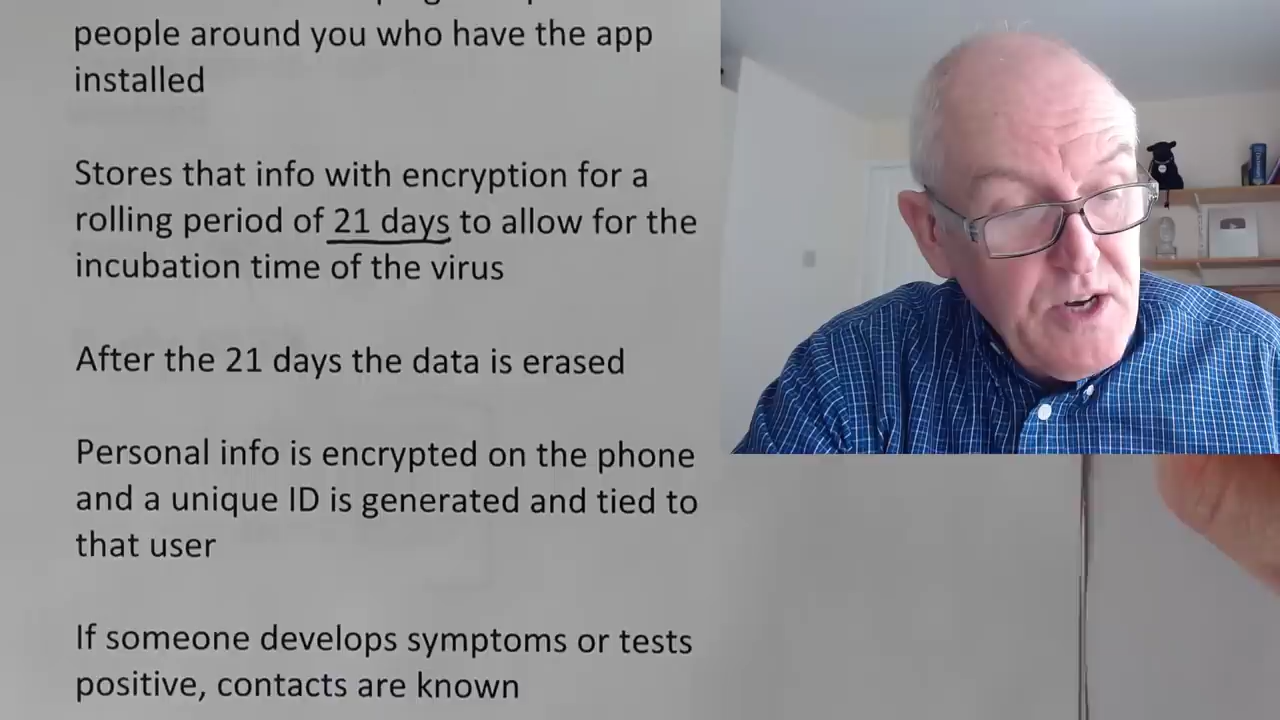 people around you who have the app
installed
Stores that info with encryption for a
rolling period of 21 days to allow for the
incubation time of the virus
After the 21 days the data is erased
Personal info is encrypted on the phone
and a unique ID is generated and tied to
that user
If someone develops symptoms or tests
positive, contacts are known